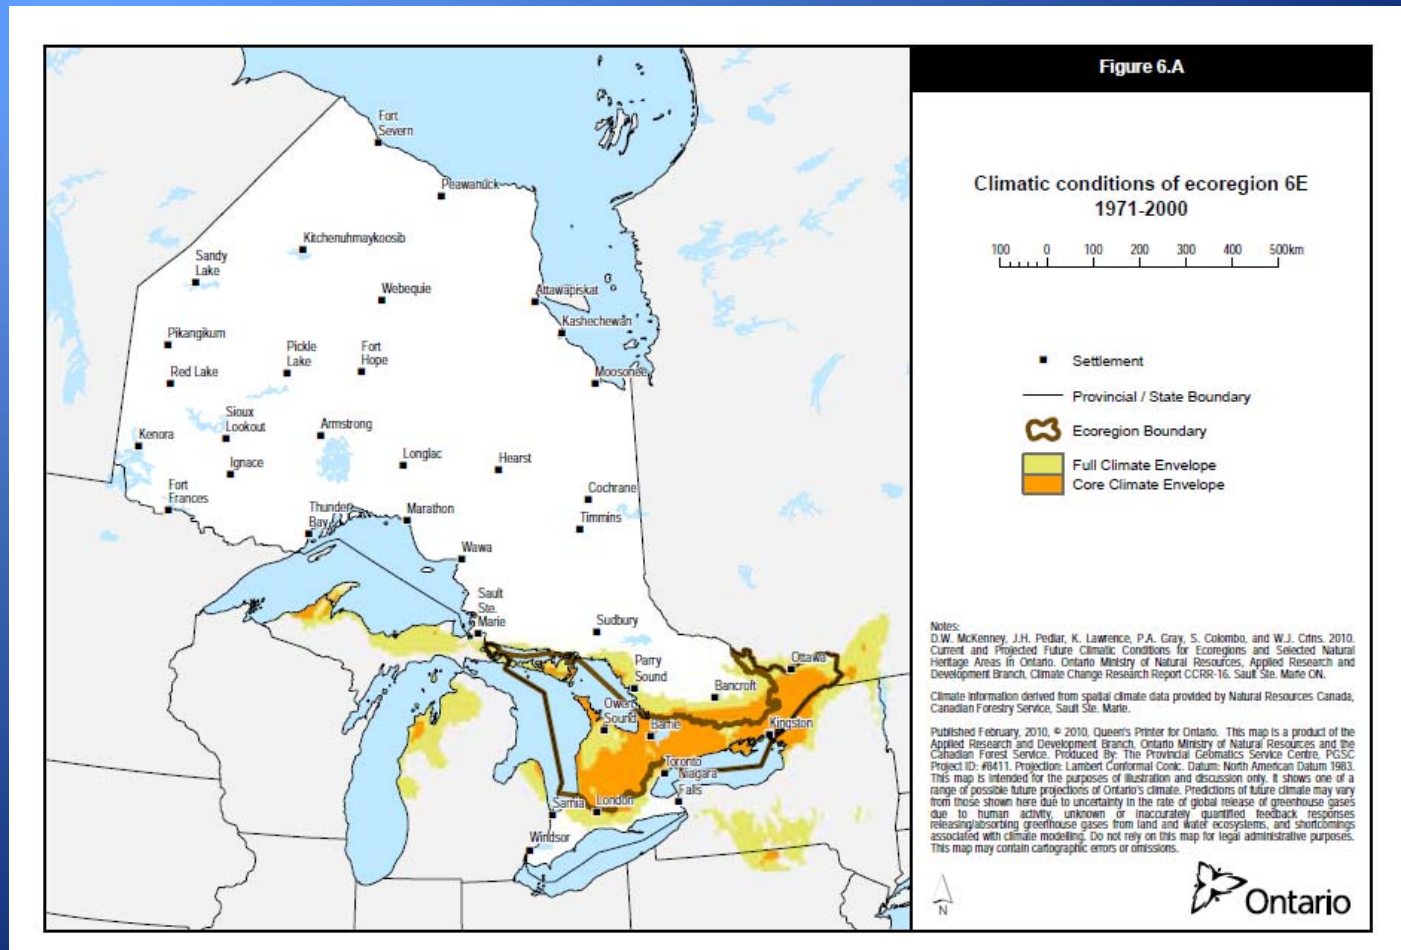 Figure 6.A
Climatic conditions of ecoregion 6E
1971-2000
100 0 100 200 300 400 500km
Settlement
Provincial / State Boundary
Ecoregion Boundary
Full Climate Envelope
Core Climate Envelope
Notes:
D.W. McKenney, J.H. Pedlar, K. Lawrence, P.A. Gray, S. Colombo, and W.J. Crins. 2010.
Current and Projected Future Climatic Conditions for Ecoregions and Selected Natural
Heritage Areas in Ontario. Ontario Ministry of Natural Resources, Applied Research and
Development Branch, Climate Change Research Report CCRR-16. Sault Ste. Marie ON.
Climate Information derived from spatial climate data provided by Natural Resources Canada,
Canadian Forestry Service, Sault Ste. Marie.
Published February, 2010, © 2010, Queen's Printer for Ontario. This map is a product of the
Applied Research and Development Branch, Ontario Ministry of Natural Resources and the
Canadian Forest Service. Produced By: The Provincial Geomatics Service Centre, PGSC
Project ID: #8411. Projection: Lambert Conformal Conic. Datum: North American Datum 1983.
This map is intended for the purposes of illustration and discussion only. It shows one of a
range of possible future projections of Ontario's climate. Predictions of future climate may vary
from those shown here due to uncertainty in the rate of global release of greenhouse gases
due to human activity, unknown or inaccurately quantified feedback responses
releasing/absorbing greenhouse gases from land and water ecosystems, and shortcomings
associated with climate modelling. Do not rely on this map for legal administrative purposes.
This map may contain cartographic errors or omissions.
N
Ontario
Fort
Severn
Peawanuck
Kitchenuhmaykoosib
Sandy
Lake
Webequie
Attawapiskat
Kashechewan
Pikangikum
Pickle
Lake
Fort
Hope
Red Lake
Moosonee
Sioux
Lookout
Armstrong
Kenora
Ignace
Longlac
Hearst
Fort
Frances
Cochrane
Thunder
Bay
Marathon
Timmins
Wawa
Sault
Ste.
Marie
Sudbury
Parry
Sound
Ottawa
Bancroft
Owen
Sound
Barrie
Kingston
Toronto
Niagara
Falls
Sarnia
London
Windsor